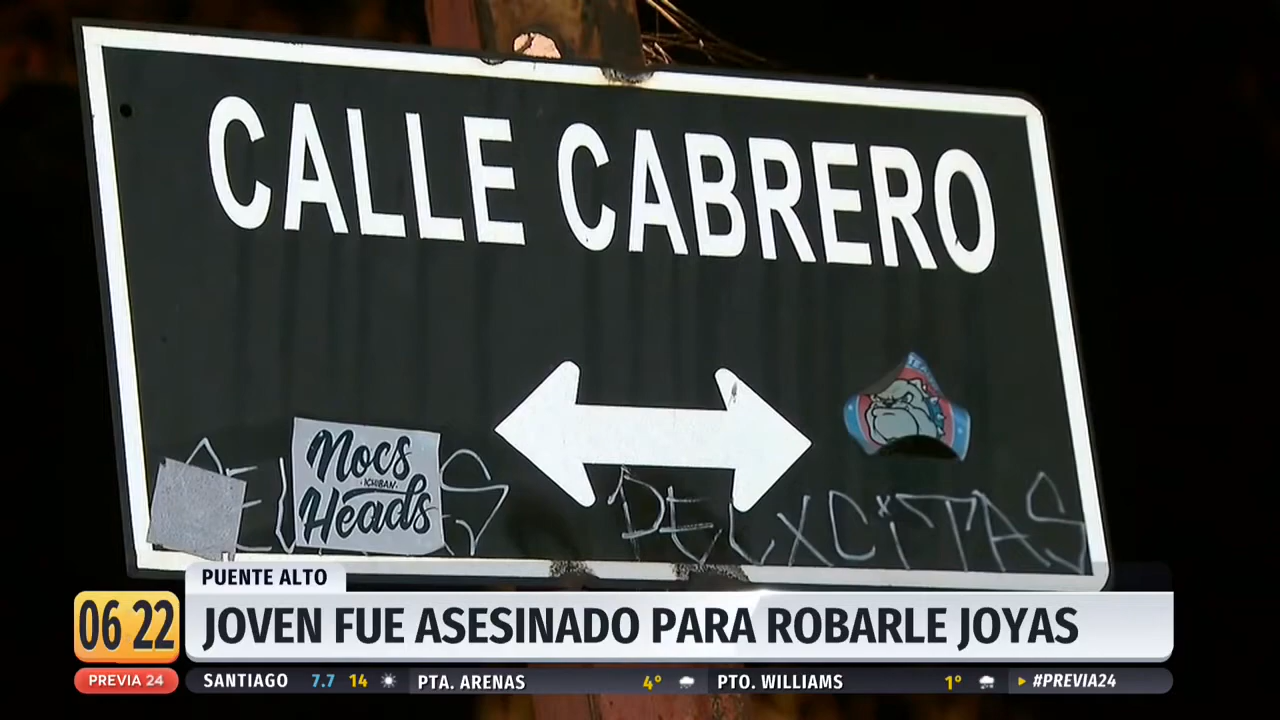 CALLE CABRERO
Nocs
ICHIBAN
Heads
PUENTE ALTO
06 22
JOVEN FUE ASESINADO PARA ROBARLE JOYAS
PREVIA 24
SANTIAGO 7.7 14 PTA. ARENAS 4° PTO. WILLIAMS 1° #PREVIA24